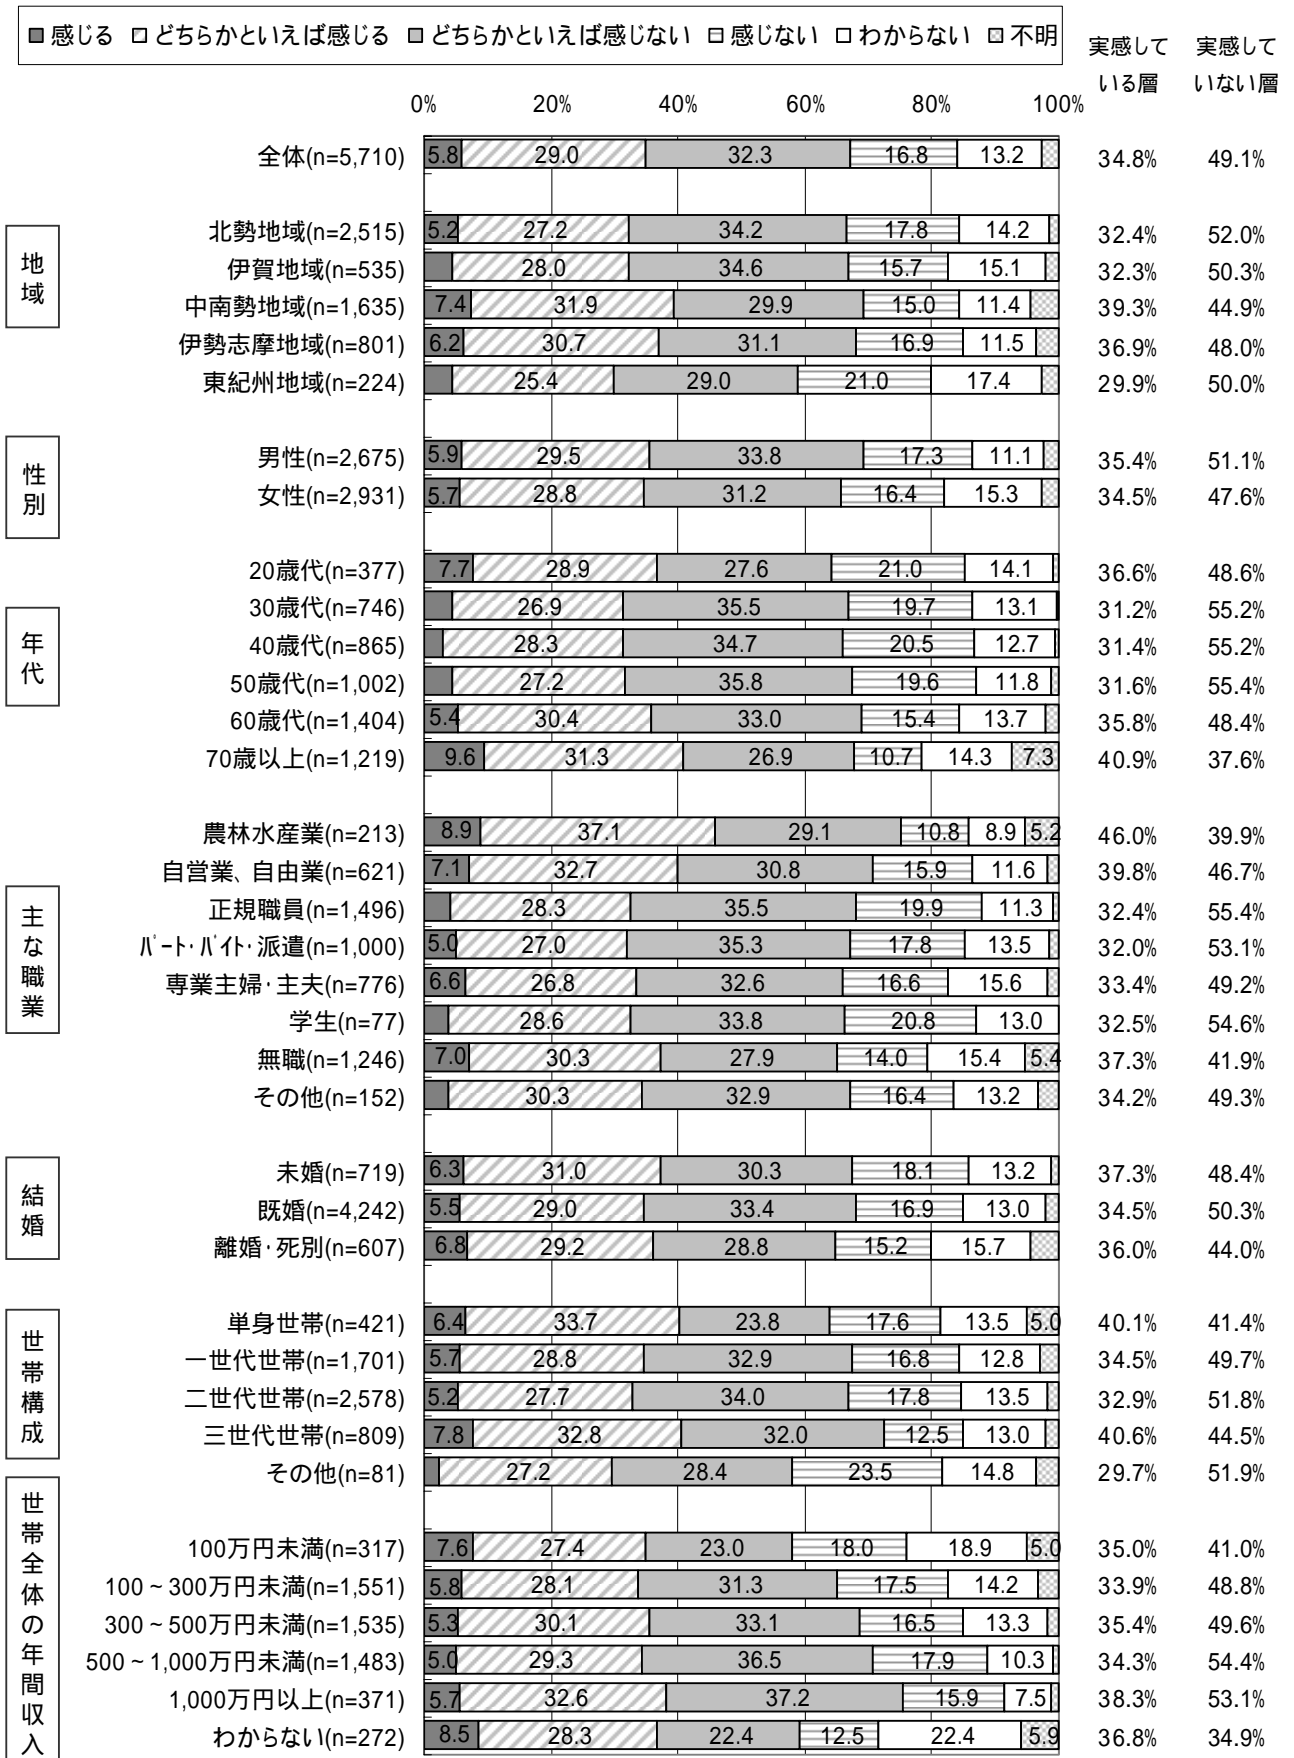 ■感じる □どちらかといえば感じる ■どちらかといえば感じない □感じない □わからない □不明
実感して 実感して
いる層 いない層
0% 20% 40% 60% 80% 100%
全体(n=5,710) 5.8 29.0 32.3 16.8 13.2 34.8% 49.1%
地域
北勢地域(n=2,515) 5.2 27.2 34.2 17.8 14.2 32.4% 52.0%
伊賀地域(n=535) 28.0 34.6 15.7 15.1 32.3% 50.3%
中南勢地域(n=1,635) 7.4 31.9 29.9 15.0 11.4 39.3% 44.9%
伊勢志摩地域(n=801) 6.2 30.7 31.1 16.9 11.5 36.9% 48.0%
東紀州地域(n=224) 25.4 29.0 21.0 17.4 29.9% 50.0%
性別
男性(n=2,675) 5.9 29.5 33.8 17.3 11.1 35.4% 51.1%
女性(n=2,931) 5.7 28.8 31.2 16.4 15.3 34.5% 47.6%
年代
20歳代(n=377) 7.7 28.9 27.6 21.0 14.1 36.6% 48.6%
30歳代(n=746) 26.9 35.5 19.7 13.1 31.2% 55.2%
40歳代(n=865) 28.3 34.7 20.5 12.7 31.4% 55.2%
50歳代(n=1,002) 27.2 35.8 19.6 11.8 31.6% 55.4%
60歳代(n=1,404) 5.4 30.4 33.0 15.4 13.7 35.8% 48.4%
70歳以上(n=1,219) 9.6 31.3 26.9 10.7 14.3 7.3 40.9% 37.6%
主な職業
農林水産業(n=213) 8.9 37.1 29.1 10.8 8.9 5.2 46.0% 39.9%
自営業、自由業(n=621) 7.1 32.7 30.8 15.9 11.6 39.8% 46.7%
正規職員(n=1,496) 28.3 35.5 19.9 11.3 32.4% 55.4%
ﾊﾟｰﾄ・ﾊﾞｲﾄ・派遣(n=1,000) 5.0 27.0 35.3 17.8 13.5 32.0% 53.1%
専業主婦・主夫(n=776) 6.6 26.8 32.6 16.6 15.6 33.4% 49.2%
学生(n=77) 28.6 33.8 20.8 13.0 32.5% 54.6%
無職(n=1,246) 7.0 30.3 27.9 14.0 15.4 5.4 37.3% 41.9%
その他(n=152) 30.3 32.9 16.4 13.2 34.2% 49.3%
結婚
未婚(n=719) 6.3 31.0 30.3 18.1 13.2 37.3% 48.4%
既婚(n=4,242) 5.5 29.0 33.4 16.9 13.0 34.5% 50.3%
離婚・死別(n=607) 6.8 29.2 28.8 15.2 15.7 36.0% 44.0%
世帯構成
単身世帯(n=421) 6.4 33.7 23.8 17.6 13.5 5.0 40.1% 41.4%
一世代世帯(n=1,701) 5.7 28.8 32.9 16.8 12.8 34.5% 49.7%
二世代世帯(n=2,578) 5.2 27.7 34.0 17.8 13.5 32.9% 51.8%
三世代世帯(n=809) 7.8 32.8 32.0 12.5 13.0 40.6% 44.5%
その他(n=81) 27.2 28.4 23.5 14.8 29.7% 51.9%
世帯全体の年間収入
100万円未満(n=317) 7.6 27.4 23.0 18.0 18.9 5.0 35.0% 41.0%
100～300万円未満(n=1,551) 5.8 28.1 31.3 17.5 14.2 33.9% 48.8%
300～500万円未満(n=1,535) 5.3 30.1 33.1 16.5 13.3 35.4% 49.6%
500～1,000万円未満(n=1,483) 5.0 29.3 36.5 17.9 10.3 34.3% 54.4%
1,000万円以上(n=371) 5.7 32.6 37.2 15.9 7.5 38.3% 53.1%
わからない(n=272) 8.5 28.3 22.4 12.5 22.4 5.9 36.8% 34.9%